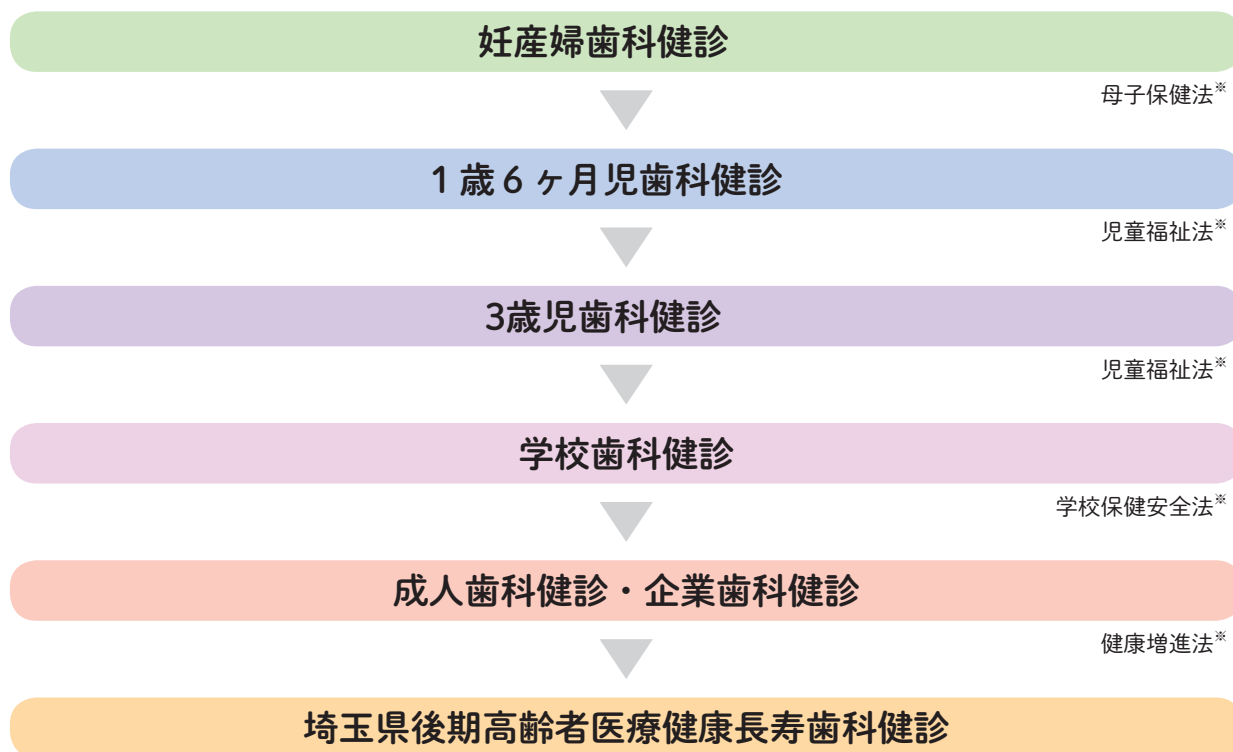 妊産婦歯科健診
母子保健法※
1歳6ヶ月児歯科健診
児童福祉法※
3歳児歯科健診
児童福祉法※
学校歯科健診
学校保健安全法※
成人歯科健診・企業歯科健診
健康増進法※
埼玉県後期高齢者医療健康長寿歯科健診